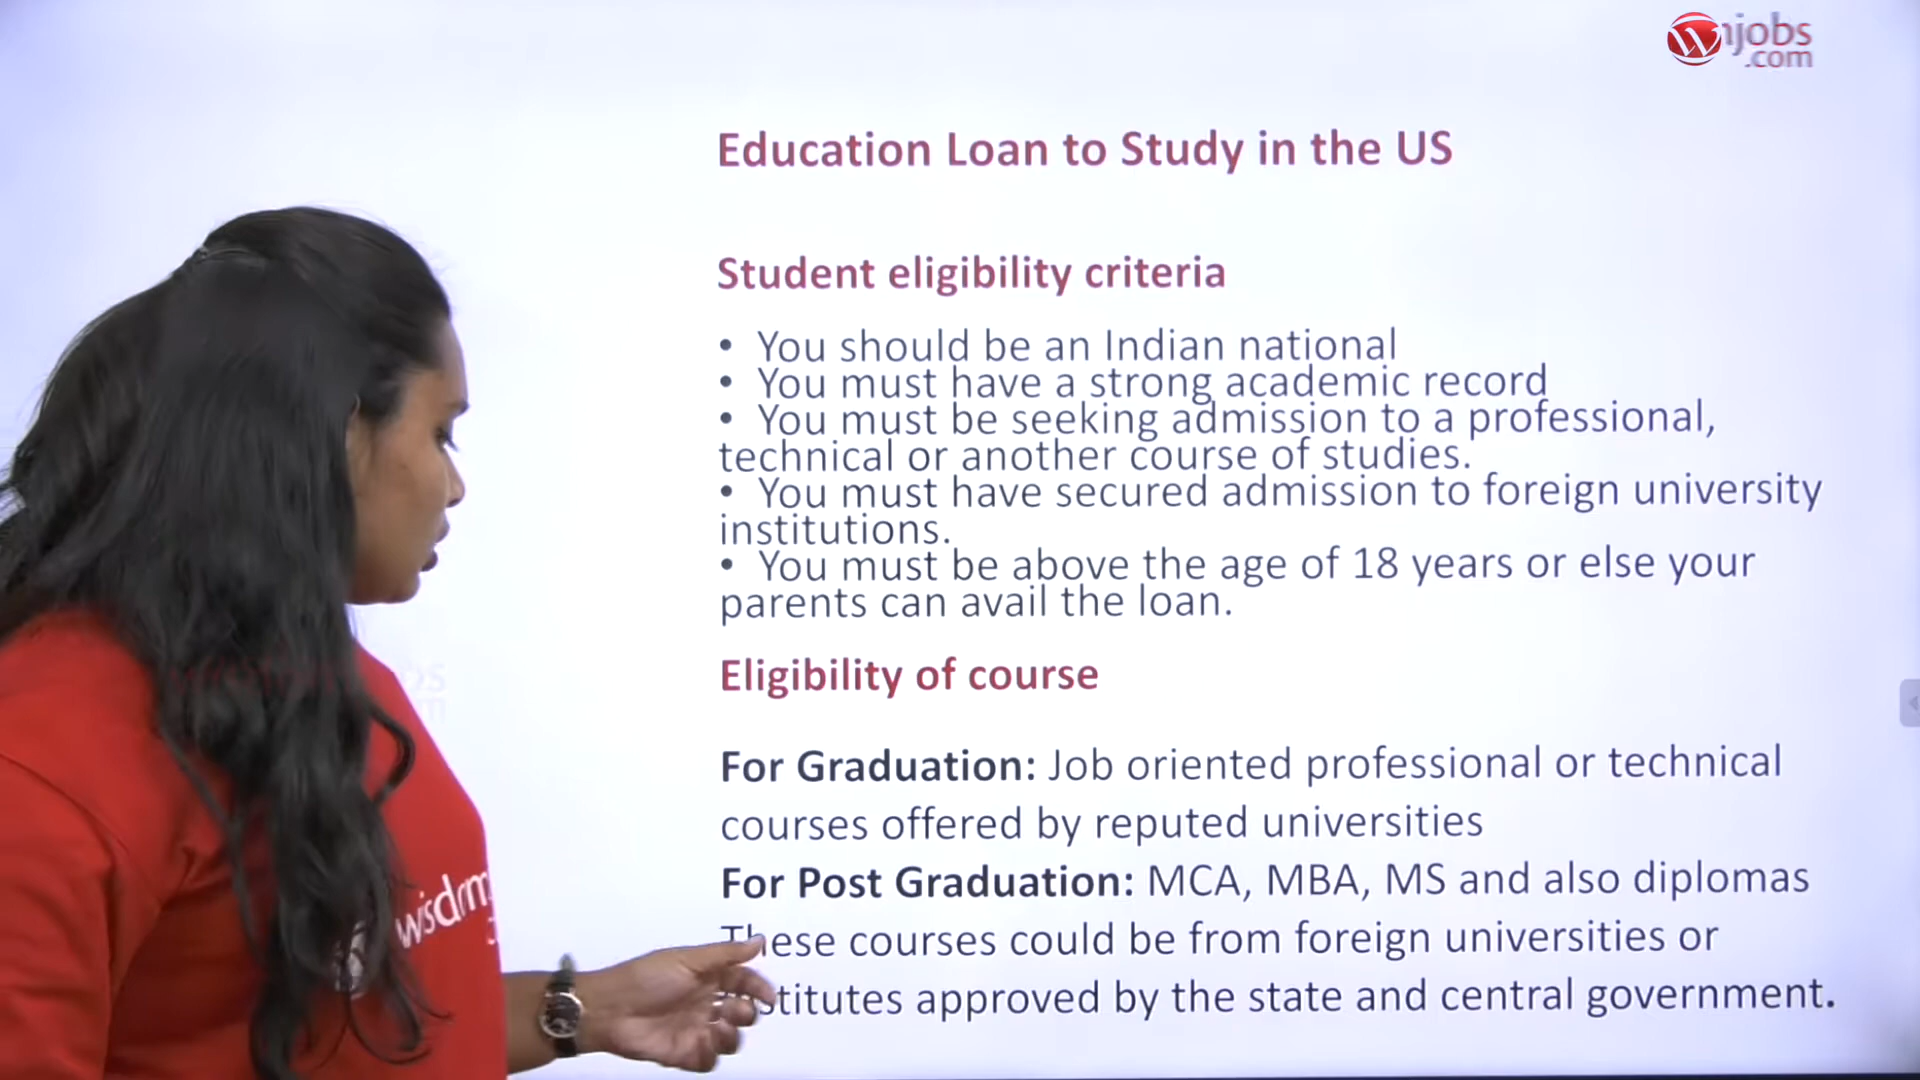 W jobs
.com
Education Loan to Study in the US
Student eligibility criteria
• You should be an Indian national
• You must have a strong academic record
• You must be seeking admission to a professional,
technical or another course of studies.
• You must have secured admission to foreign university
institutions.
• You must be above the age of 18 years or else your
parents can avail the loan.
Eligibility of course
For Graduation: Job oriented professional or technical
courses offered by reputed universities
For Post Graduation: MCA, MBA, MS and also diplomas
These courses could be from foreign universities or
stitutes approved by the state and central government.
wisdm